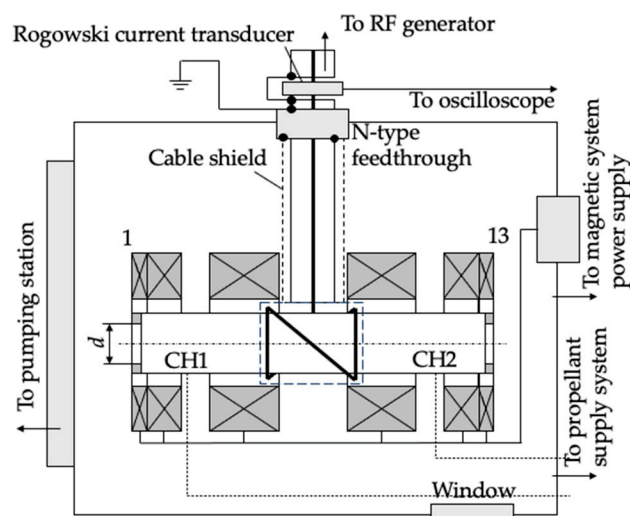 To RF generator
Rogowski current transducer
To oscilloscope
N-type
feedthrough
Cable shield
To pumping station
To magnetic system
power supply
1
13
d
CH1
CH2
To propellant
supply system
Window